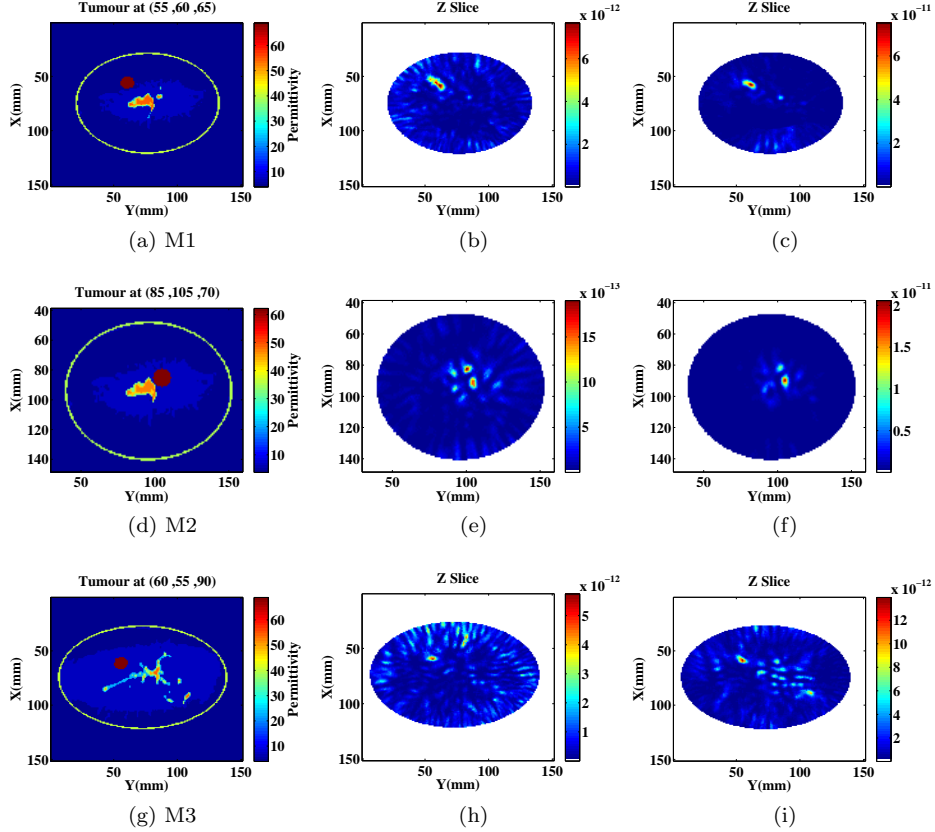 Tumour at (55 ,60 ,65)
X(mm)
50
100
150
50 100 150
Y(mm)
60
50
40
30
20
10
Permittivity
(a) M1
Z Slice
x 10^-12
X(mm)
50
100
150
50 100 150
Y(mm)
6
4
2
(b)
Z Slice
x 10^-11
X(mm)
50
100
150
50 100 150
Y(mm)
6
4
2
(c)
Tumour at (85 ,105 ,70)
X(mm)
40
60
80
100
120
140
50 100 150
Y(mm)
60
50
40
30
20
10
Permittivity
(d) M2
x 10^-13
X(mm)
40
60
80
100
120
140
50 100 150
Y(mm)
15
10
5
(e)
x 10^-11
X(mm)
40
60
80
100
120
140
50 100 150
Y(mm)
2
1.5
1
0.5
(f)
Tumour at (60 ,55 ,90)
X(mm)
0
50
100
150
50 100 150
Y(mm)
60
50
40
30
20
10
Permittivity
(g) M3
Z Slice
x 10^-12
X(mm)
0
50
100
150
50 100 150
Y(mm)
5
4
3
2
1
(h)
Z Slice
x 10^-12
X(mm)
0
50
100
150
50 100 150
Y(mm)
12
10
8
6
4
2
(i)